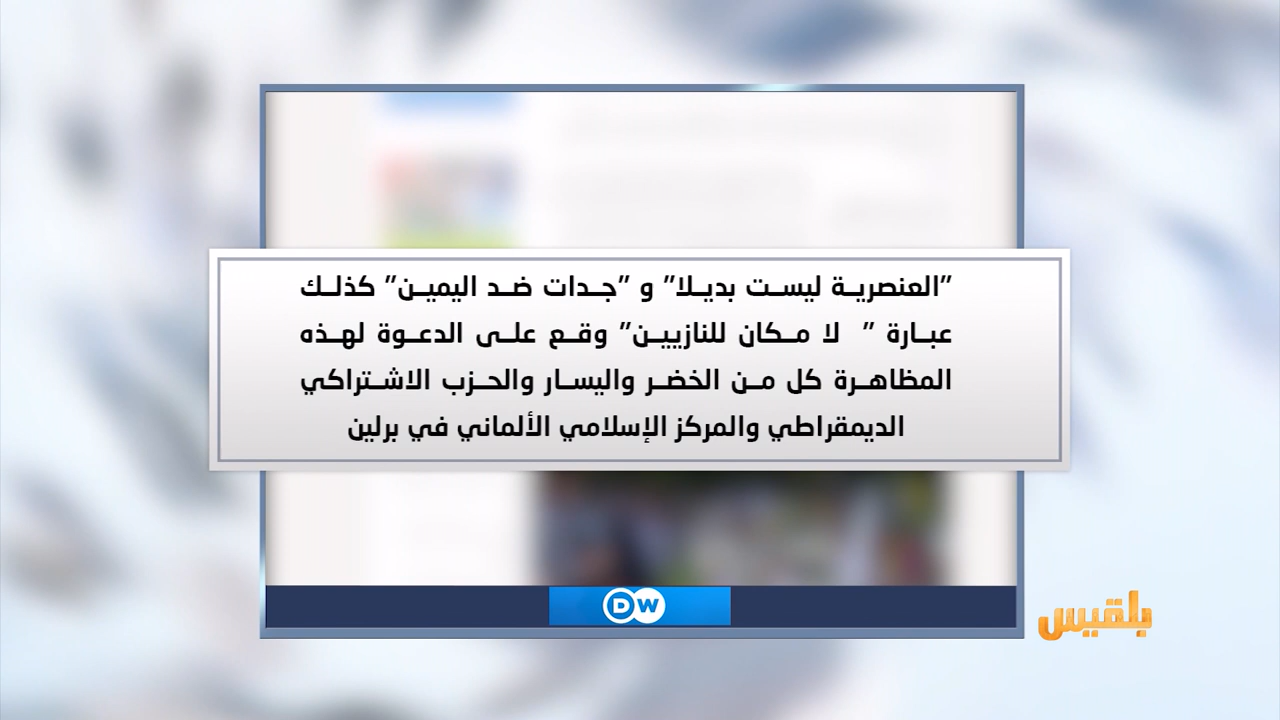 "العنصرية ليست بديلا" و "جدات ضد اليمين" كذلك
عبارة " لا مكان للنازيين" وقع على الدعوة لهذه
المظاهرة كل من الخضر واليسار والحزب الاشتراكي
الديمقراطي والمركز الإسلامي الألماني في برلين
DW
بلقيس